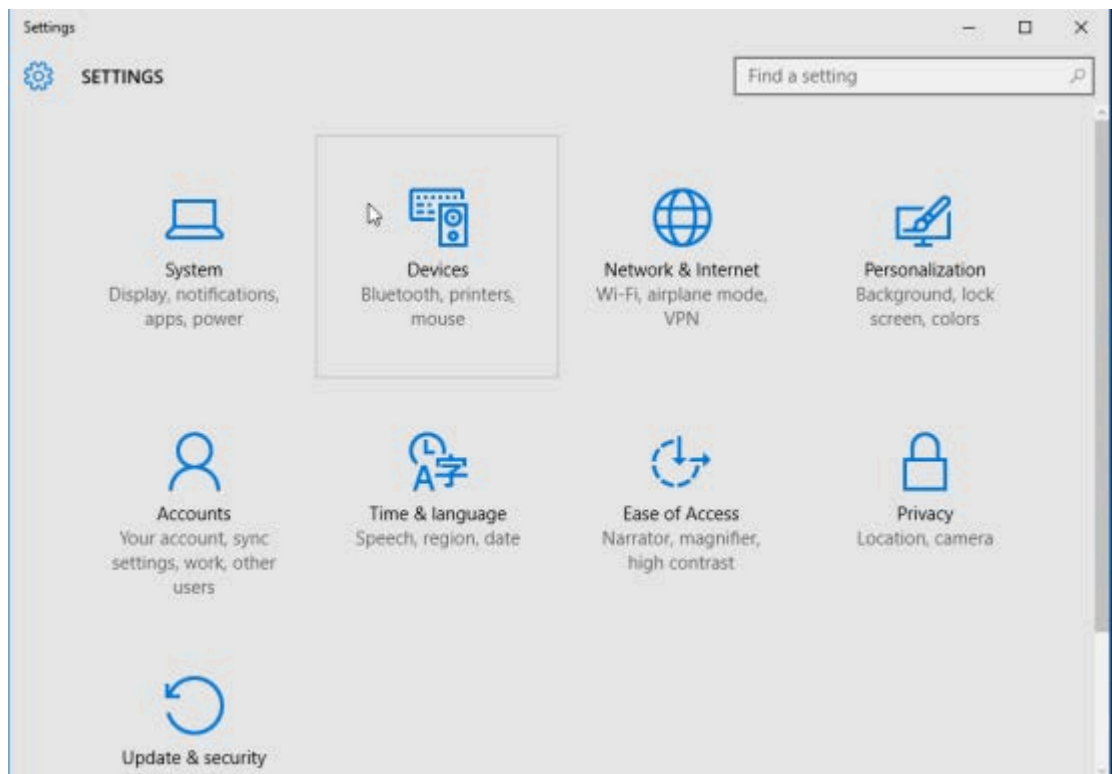 Settings
SETTINGS
Find a setting
System
Display, notifications,
apps, power
Devices
Bluetooth, printers,
mouse
Network & Internet
Wi-Fi, airplane mode,
VPN
Personalization
Background, lock
screen, colors
Accounts
Your account, sync
settings, work, other
users
A字
Time & language
Speech, region, date
Ease of Access
Narrator, magnifier,
high contrast
Privacy
Location, camera
Update & security